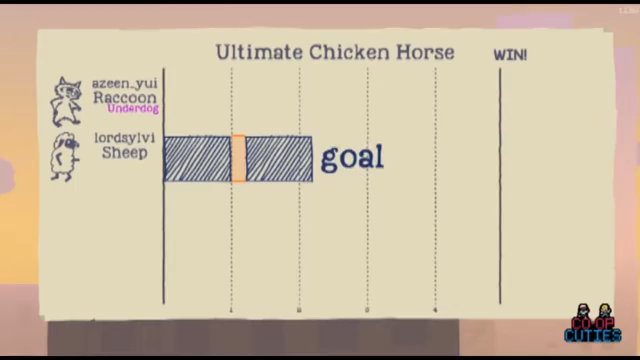 Ultimate Chicken Horse
WIN!
azeen_yui
Raccoon
Underdog
lordsylvi
Sheep
goal
CO-OP
CUTIES